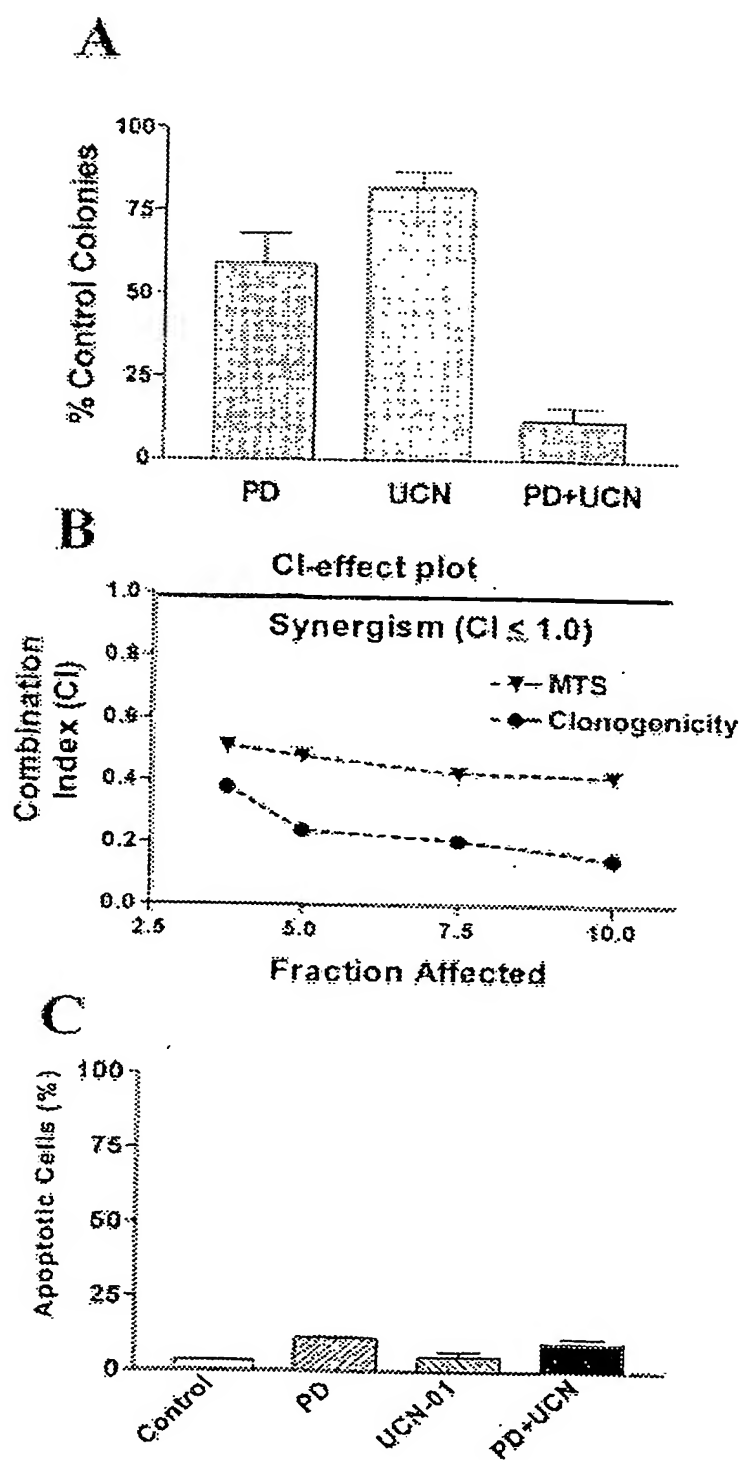 A
100
75
50
25
0
% Control Colonies
PD UCN PD+UCN
B
CI-effect plot
1.0
Synergism (CI ≤ 1.0)
0.8
MTS
0.6
Clonogenicity
0.4
0.2
0.0
Combination
Index (CI)
2.5 5.0 7.5 10.0
Fraction Affected
C
100
75
50
25
0
Apoptotic Cells (%)
Control PD UCN-01 PD+UCN